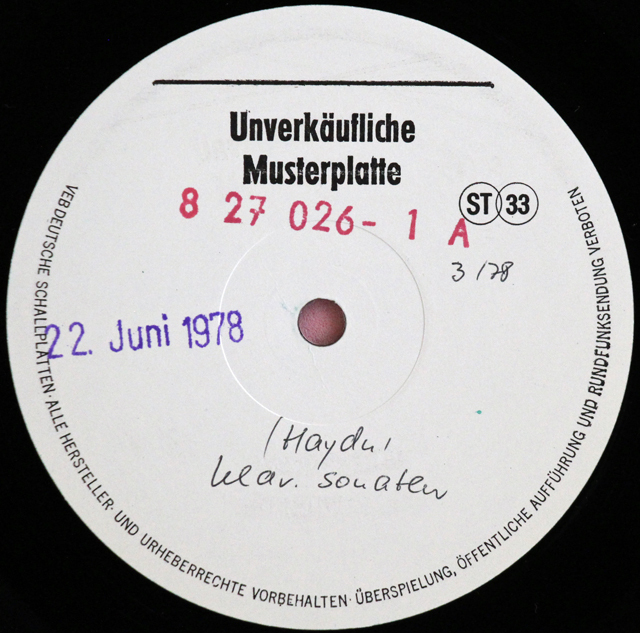 Unverkäufliche
Musterplatte
8 27 026-1 A
ST 33
3/78
22. Juni 1978
(Haydn)
Klav. sonaten
VEB DEUTSCHE SCHALLPLATTEN · ALLE HERSTELLER- UND URHEBERRECHTE VORBEHALTEN · ÜBERSPIELUNG, ÖFFENTLICHE AUFFÜHRUNG UND RUNDFUNKSENDUNG VERBOTEN